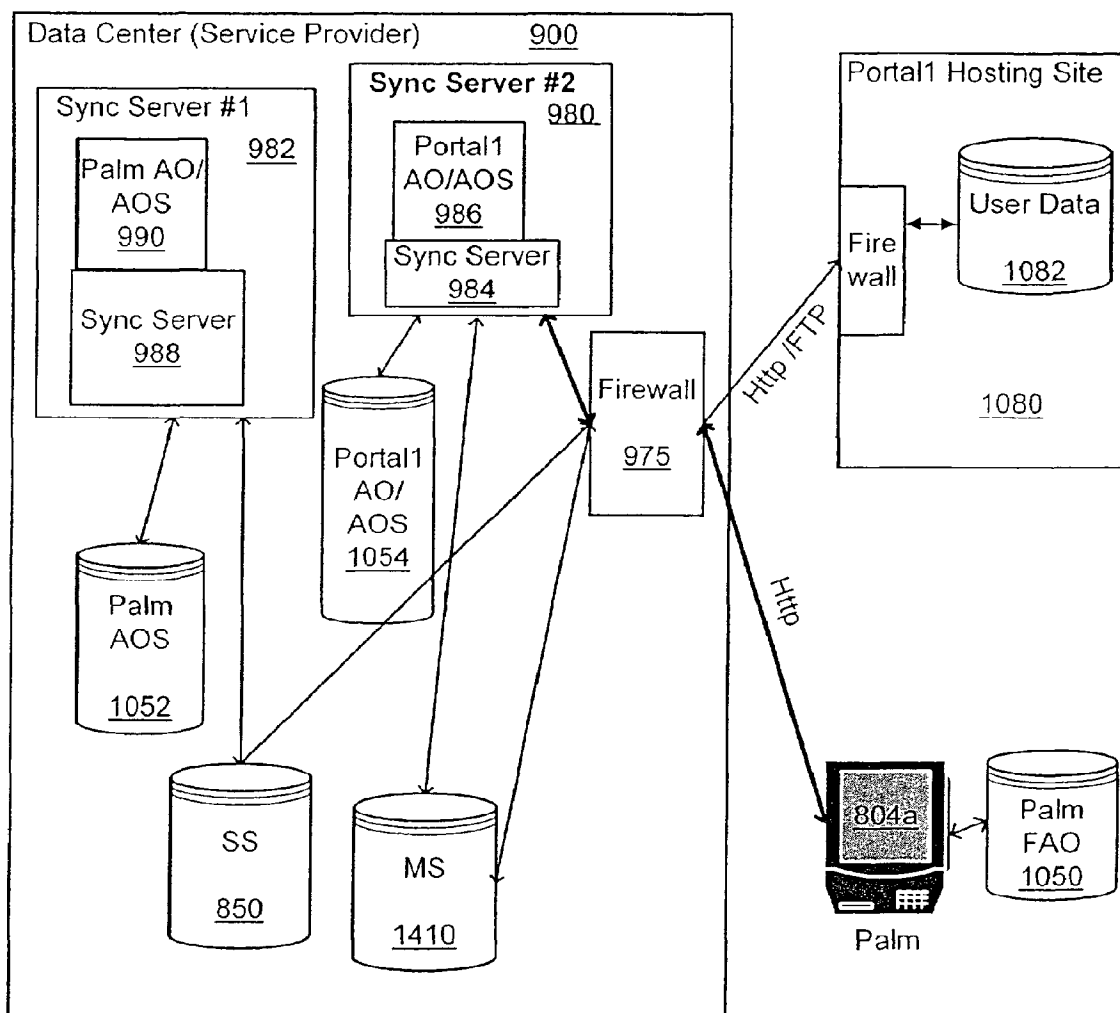 Data Center (Service Provider) 900
Sync Server #1
982
Palm AO/
AOS
990
Sync Server
988
Sync Server #2
980
Portal1
AO/AOS
986
Sync Server
984
Portal1
AO/
AOS
1054
Firewall
975
Palm
AOS
1052
SS
850
MS
1410
Http /FTP
Http
Portal1 Hosting Site
User Data
1082
Fire
wall
1080
804a
Palm
Palm
FAO
1050